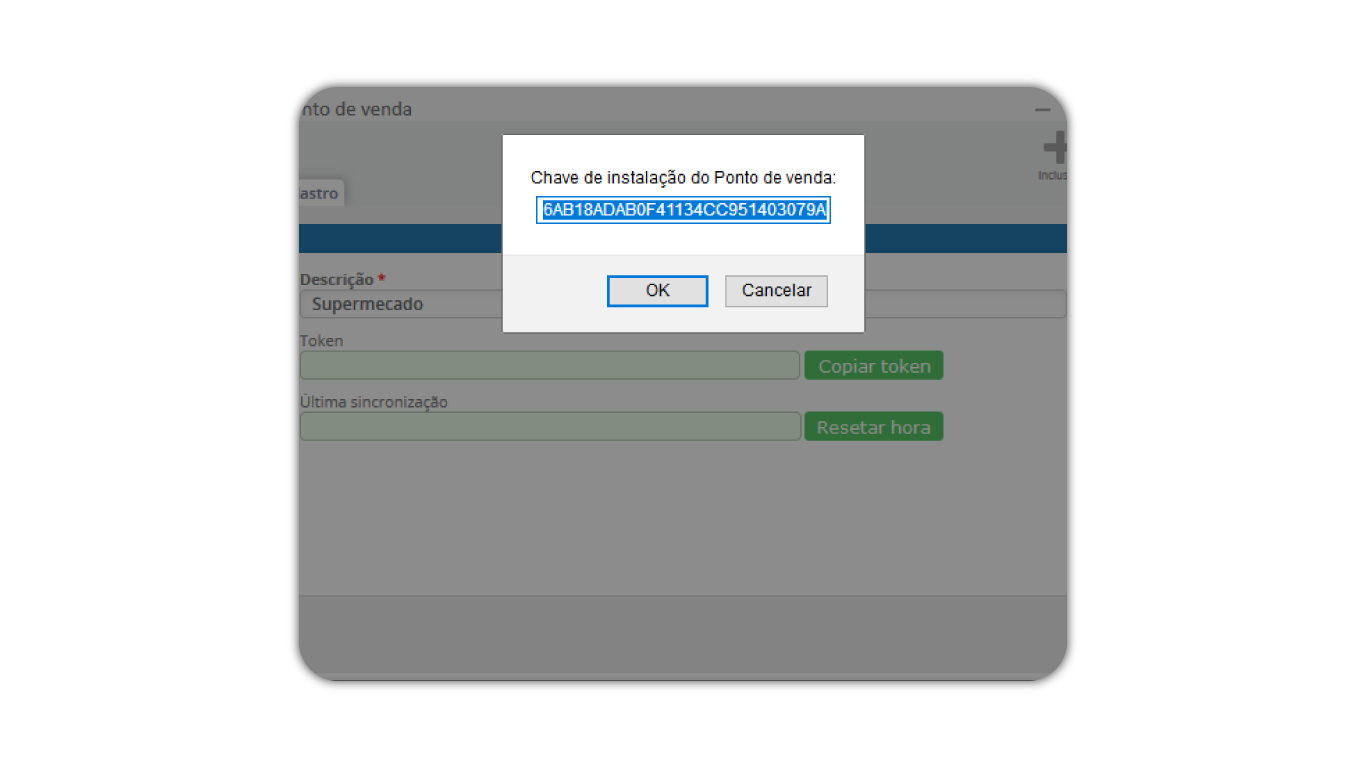 nto de venda
Inclus
astro
Chave de instalação do Ponto de venda:
6AB18ADAB0F41134CC951403079A
OK
Cancelar
Descrição *
Supermecado
Token
Copiar token
Última sincronização
Resetar hora